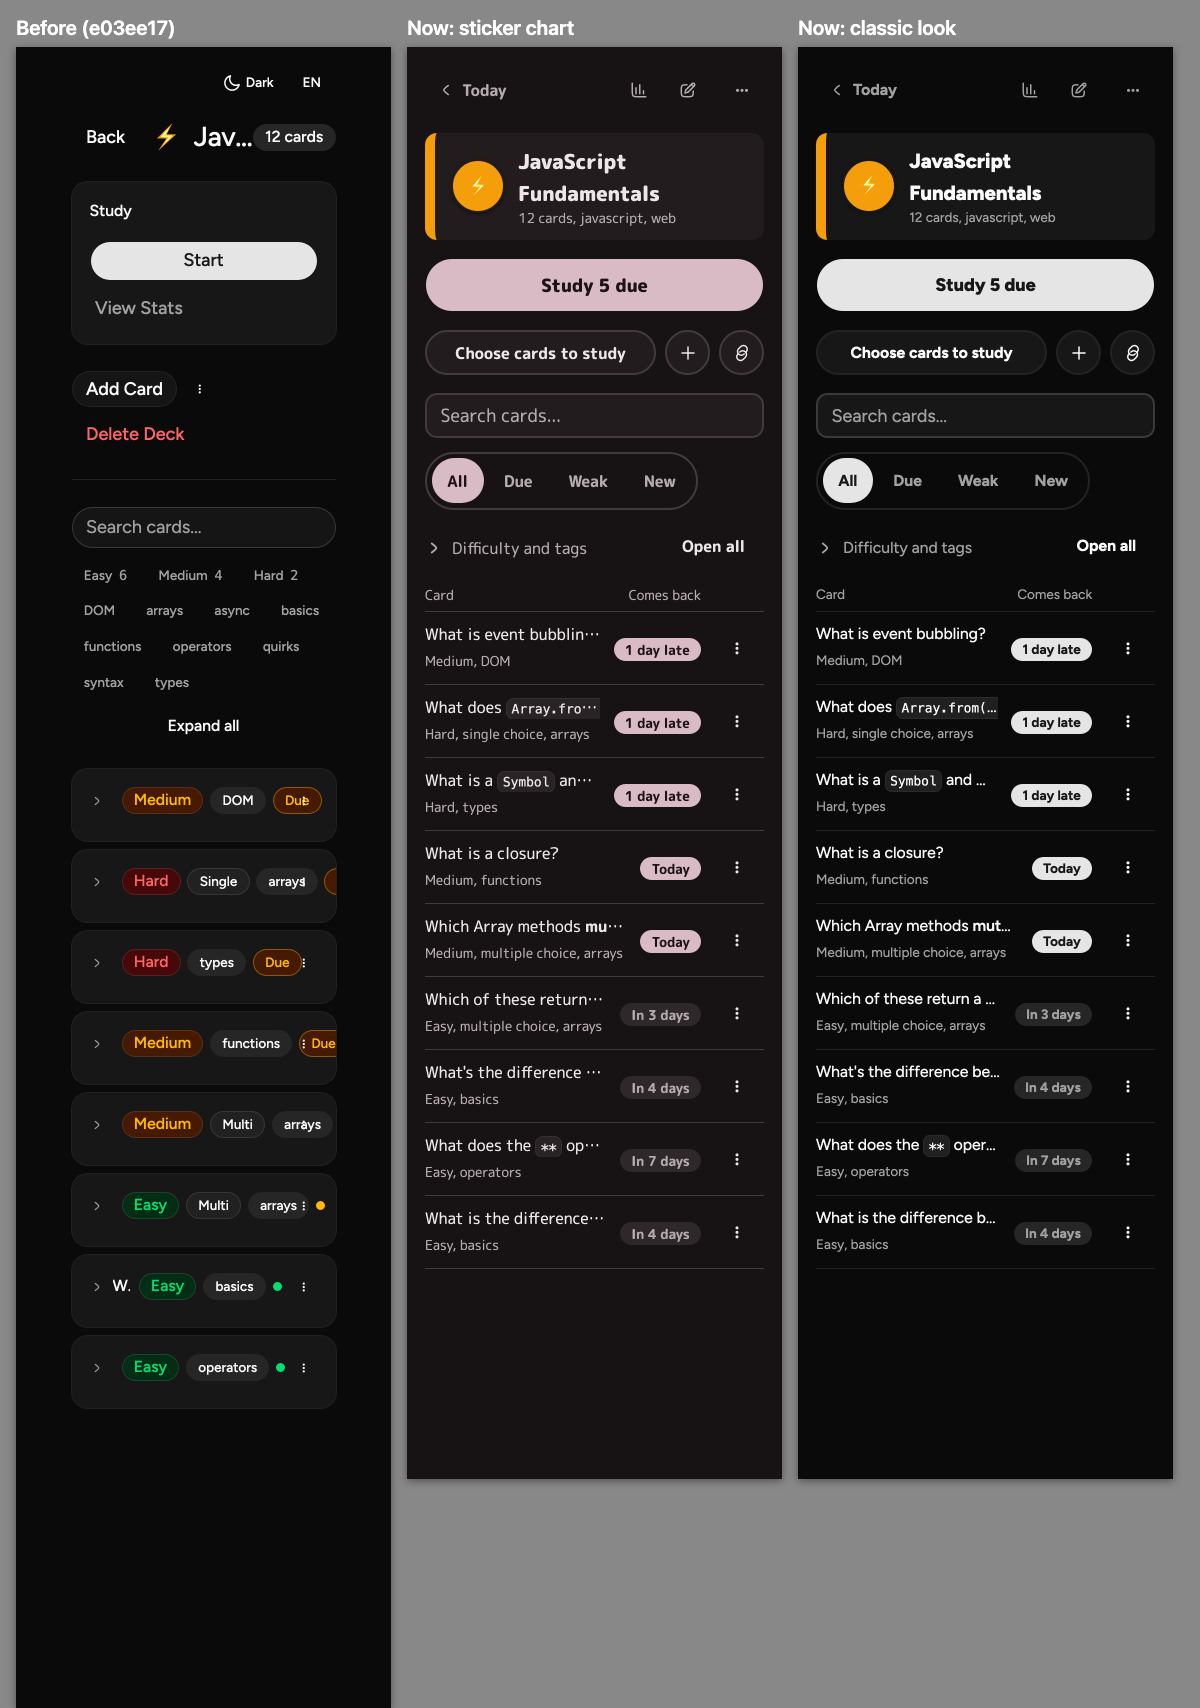 Before (e03ee17)
Dark EN
Back ⚡ Jav... 12 cards
Study
Start
View Stats
Add Card
Delete Deck
Search cards...
Easy 6 Medium 4 Hard 2
DOM arrays async basics
functions operators quirks
syntax types
Expand all
Medium DOM Due
Hard Single arrays
Hard types Due
Medium functions Due
Medium Multi arrays
Easy Multi arrays
W. Easy basics
Easy operators
Now: sticker chart
Today
JavaScript
Fundamentals
12 cards, javascript, web
Study 5 due
Choose cards to study
Search cards...
All Due Weak New
Difficulty and tags Open all
Card Comes back
What is event bubblin··· 1 day late
Medium, DOM
What does Array.fro··· 1 day late
Hard, single choice, arrays
What is a Symbol an··· 1 day late
Hard, types
What is a closure? Today
Medium, functions
Which Array methods mu··· Today
Medium, multiple choice, arrays
Which of these return··· In 3 days
Easy, multiple choice, arrays
What's the difference ··· In 4 days
Easy, basics
What does the ** op··· In 7 days
Easy, operators
What is the difference··· In 4 days
Easy, basics
Now: classic look
Today
JavaScript
Fundamentals
12 cards, javascript, web
Study 5 due
Choose cards to study
Search cards...
All Due Weak New
Difficulty and tags Open all
Card Comes back
What is event bubbling? 1 day late
Medium, DOM
What does Array.from(... 1 day late
Hard, single choice, arrays
What is a Symbol and ... 1 day late
Hard, types
What is a closure? Today
Medium, functions
Which Array methods mut... Today
Medium, multiple choice, arrays
Which of these return a ... In 3 days
Easy, multiple choice, arrays
What's the difference be... In 4 days
Easy, basics
What does the ** oper... In 7 days
Easy, operators
What is the difference b... In 4 days
Easy, basics